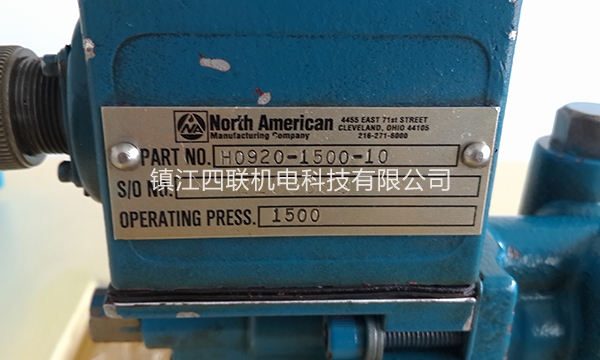 NA
North American
Manufacturing Company
4455 EAST 71st STREET
CLEVELAND, OHIO 44105
216-271-6000
PART NO. H0920-1500-10
镇江四联机电科技有限公司
S/O NO.
OPERATING PRESS. 1500